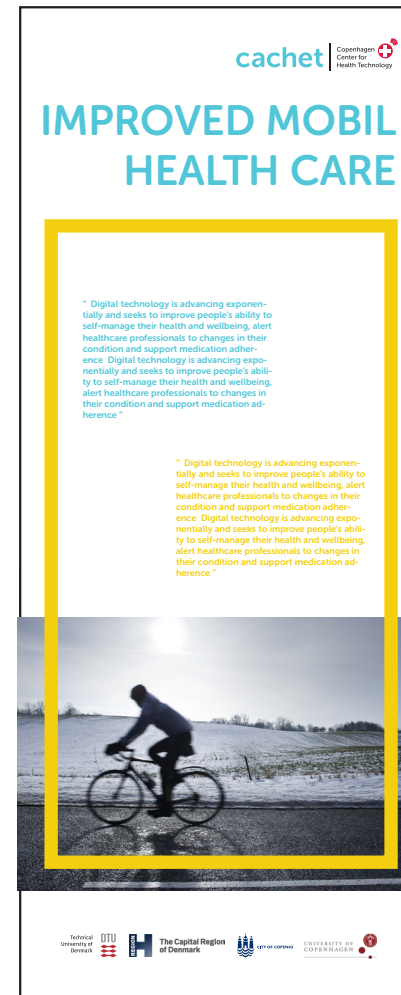 cachet
Copenhagen
Center for
Health Technology
IMPROVED MOBIL
HEALTH CARE
" Digital technology is advancing exponen-
tially and seeks to improve people's ability to
self-manage their health and wellbeing, alert
healthcare professionals to changes in their
condition and support medication adher-
ence Digital technology is advancing expo-
nentially and seeks to improve people's abili-
ty to self-manage their health and wellbeing,
alert healthcare professionals to changes in
their condition and support medication ad-
herence "
" Digital technology is advancing exponen-
tially and seeks to improve people's ability to
self-manage their health and wellbeing, alert
healthcare professionals to changes in their
condition and support medication adher-
ence Digital technology is advancing expo-
nentially and seeks to improve people's abili-
ty to self-manage their health and wellbeing,
alert healthcare professionals to changes in
their condition and support medication ad-
herence "
Technical
University of
Denmark
DTU
REGION
H
The Capital Region
of Denmark
CITY OF COPENHO
UNIVERSITY OF
COPENHAGEN